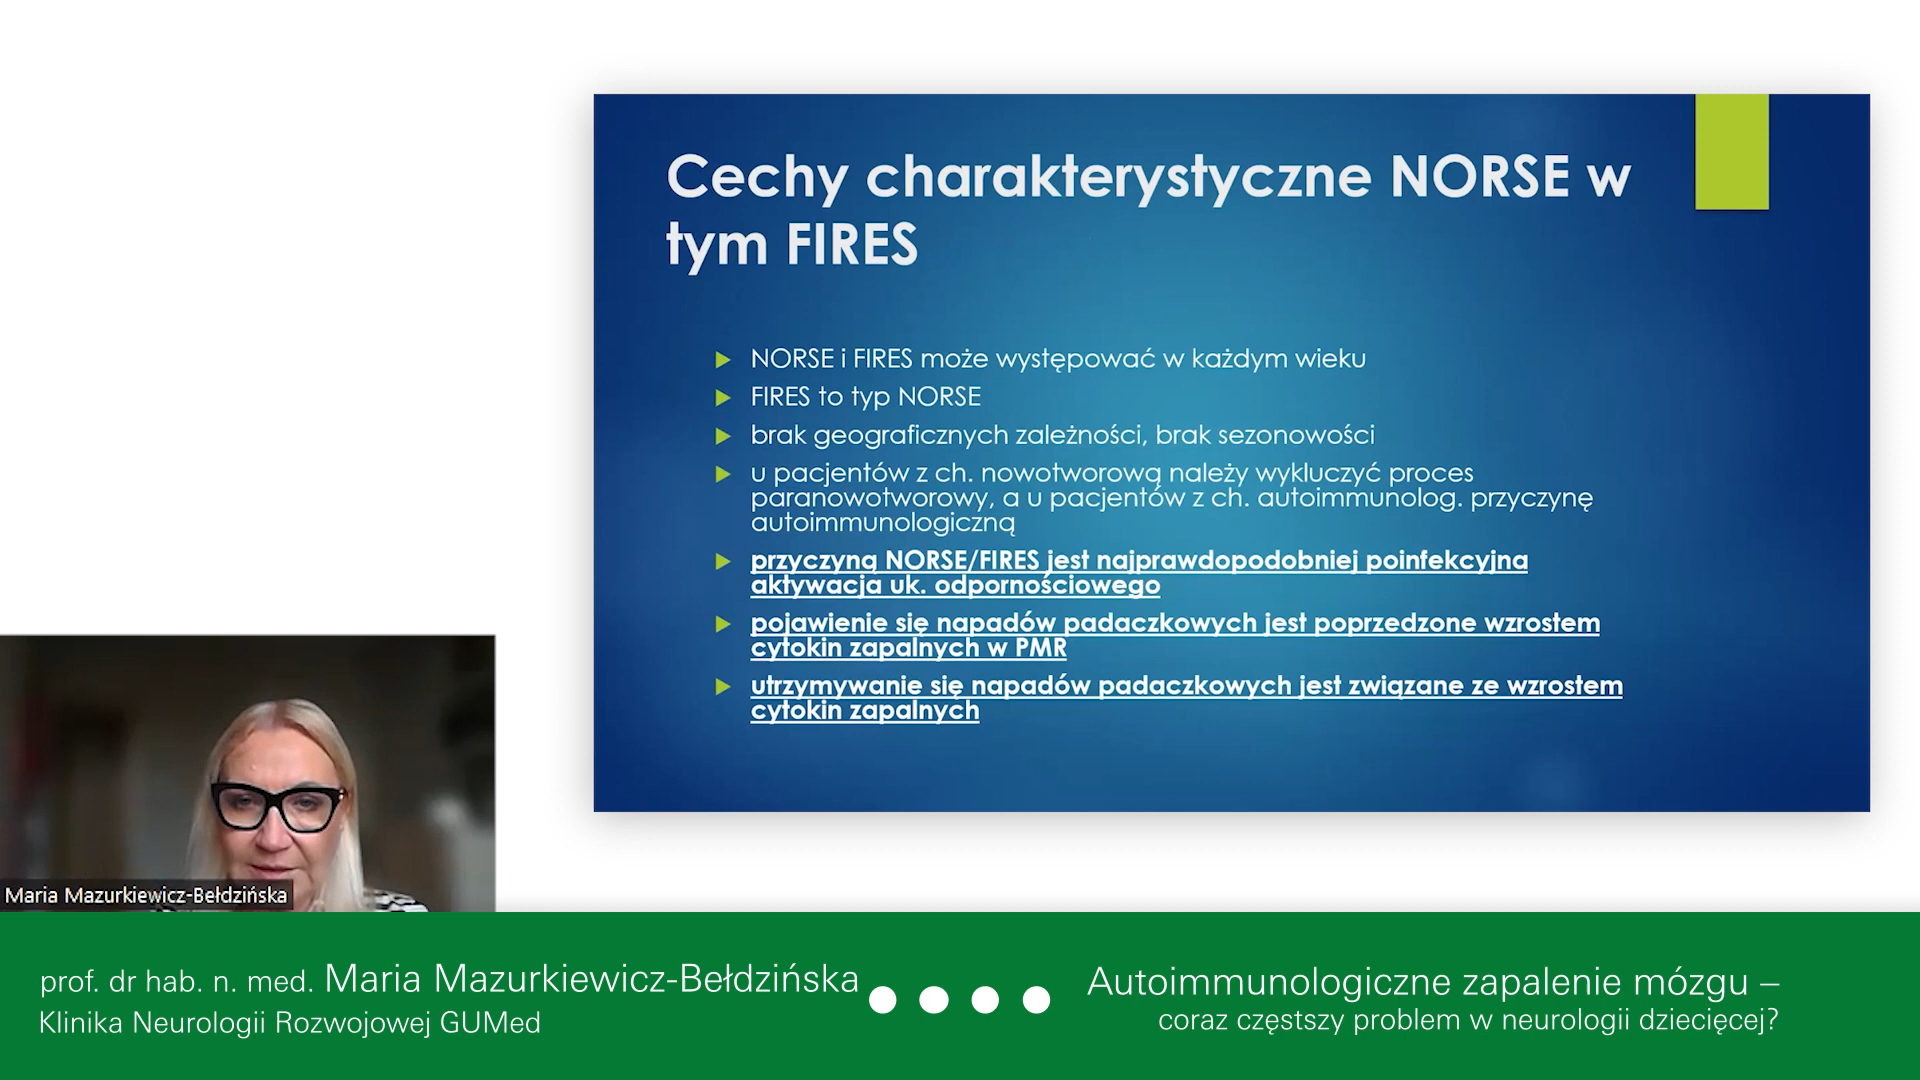 Cechy charakterystyczne NORSE w
tym FIRES
NORSE i FIRES może występować w każdym wieku
FIRES to typ NORSE
brak geograficznych zależności, brak sezonowości
u pacjentów z ch. nowotworową należy wykluczyć proces
paranowotworowy, a u pacjentów z ch. autoimmunolog. przyczynę
autoimmunologiczną
przyczyną NORSE/FIRES jest najprawdopodobniej poinfekcyjna
aktywacja uk. odpornościowego
pojawienie się napadów padaczkowych jest poprzedzone wzrostem
cytokin zapalnych w PMR
utrzymywanie się napadów padaczkowych jest związane ze wzrostem
cytokin zapalnych
Maria Mazurkiewicz-Bełdzińska
prof. dr hab. n. med. Maria Mazurkiewicz-Bełdzińska
Klinika Neurologii Rozwojowej GUMed
Autoimmunologiczne zapalenie mózgu –
coraz częstszy problem w neurologii dziecięcej?